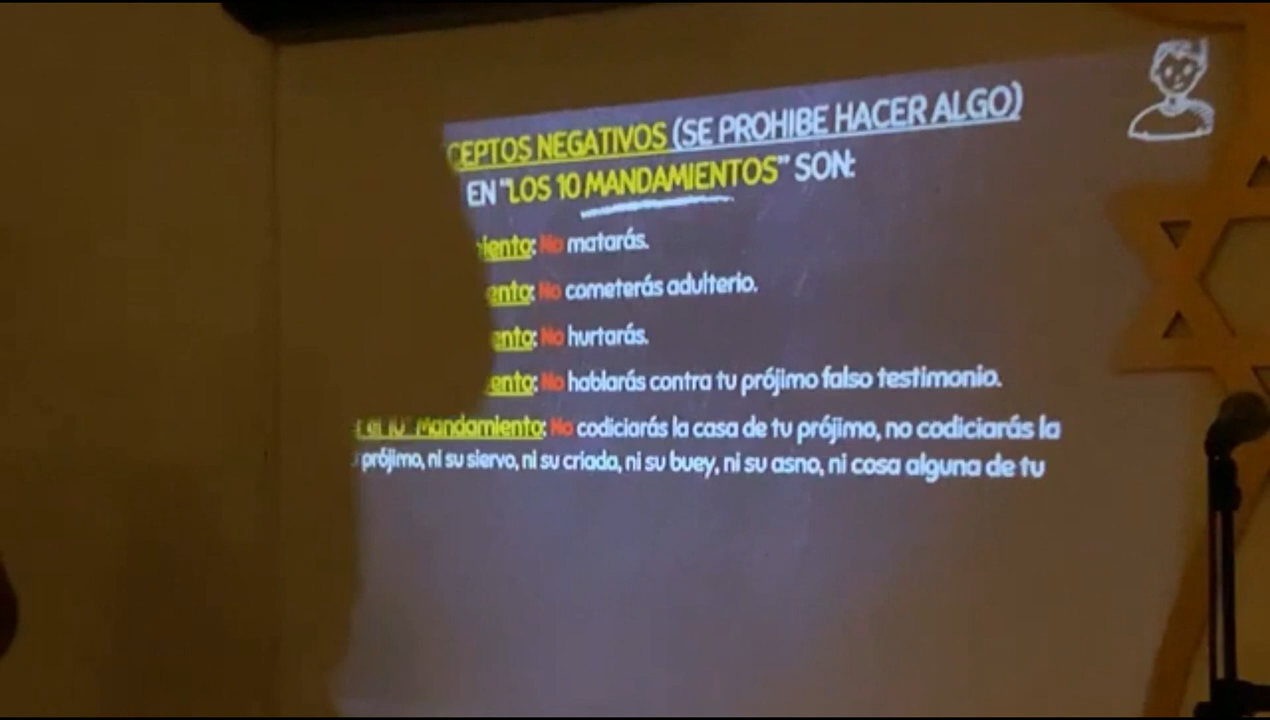 CEPTOS NEGATIVOS (SE PROHIBE HACER ALGO)
EN "LOS 10 MANDAMIENTOS" SON:
iento: No matarás.
ento: No cometerás adulterio.
ento: No hurtarás.
ento: No hablarás contra tu prójimo falso testimonio.
Mandamiento: No codiciarás la casa de tu prójimo, no codiciarás la
prójimo, ni su siervo, ni su criada, ni su buey, ni su asno, ni cosa alguna de tu